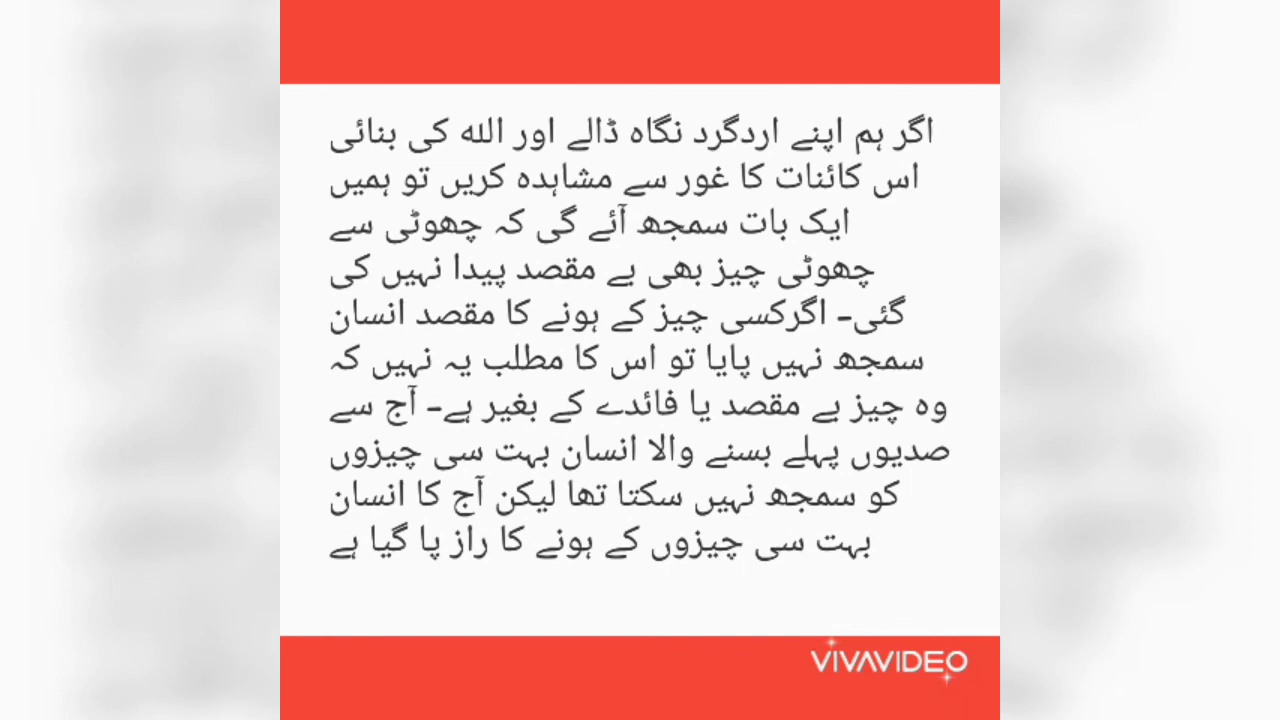 اگر ہم اپنے اردگرد نگاہ ڈالے اور اللہ کی بنائی
اس کائنات کا غور سے مشاہدہ کریں تو ہمیں
ایک بات سمجھ آئے گی کہ چھوٹی سے
چھوٹی چیز بھی بے مقصد پیدا نہیں کی
گئی۔ اگرکسی چیز کے ہونے کا مقصد انسان
سمجھ نہیں پایا تو اس کا مطلب یہ نہیں کہ
وہ چیز بے مقصد یا فائدے کے بغیر ہے۔ آج سے
صدیوں پہلے بسنے والا انسان بہت سی چیزوں
کو سمجھ نہیں سکتا تھا لیکن آج کا انسان
بہت سی چیزوں کے ہونے کا راز پا گیا ہے
VIVAVIDEO